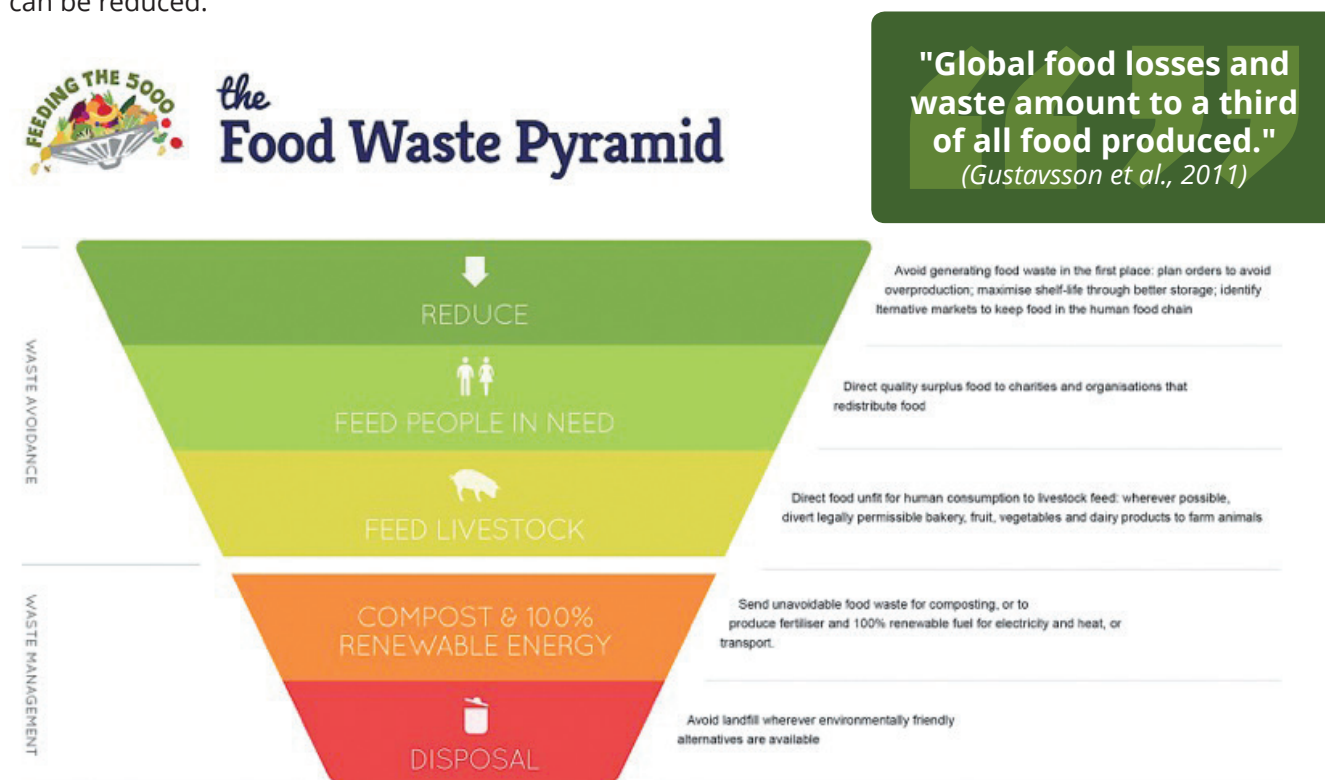 can be reduced.
FEEDING THE 5000
the
Food Waste Pyramid
"Global food losses and
waste amount to a third
of all food produced."
(Gustavsson et al., 2011)
WASTE AVOIDANCE
REDUCE
Avoid generating food waste in the first place: plan orders to avoid
overproduction; maximise shelf-life through better storage; identify
lternative markets to keep food in the human food chain
FEED PEOPLE IN NEED
Direct quality surplus food to charities and organisations that
redistribute food
FEED LIVESTOCK
Direct food unfit for human consumption to livestock feed: wherever possible,
divert legally permissible bakery, fruit, vegetables and dairy products to farm animals
WASTE MANAGEMENT
COMPOST & 100%
RENEWABLE ENERGY
Send unavoidable food waste for composting, or to
produce fertiliser and 100% renewable fuel for electricity and heat, or
transport.
DISPOSAL
Avoid landfill wherever environmentally friendly
alternatives are available